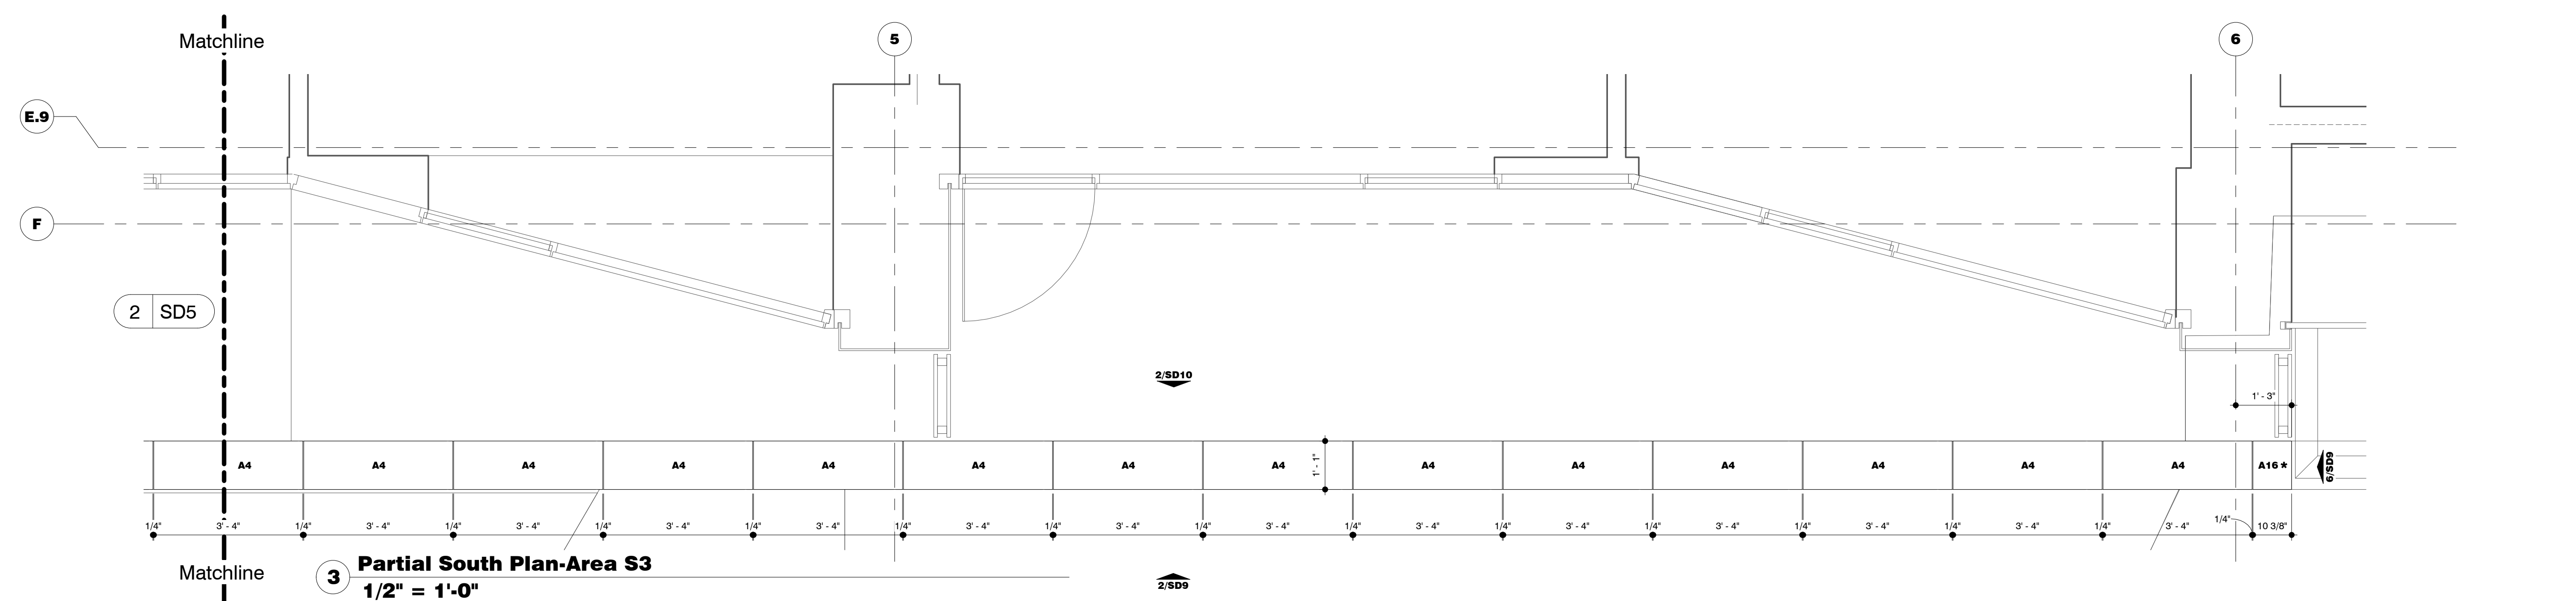 Matchline
5
6
E.9
F
2 SD5
2/SD10
1' - 3"
A4 A4 A4 A4 A4 A4 A4 A4 A4 A4 A4 A4 A4 A4 A16 *
1' - 1"
6/SD9
1/4" 3' - 4" 1/4" 3' - 4" 1/4" 3' - 4" 1/4" 3' - 4" 1/4" 3' - 4" 1/4" 3' - 4" 1/4" 3' - 4" 1/4" 3' - 4" 1/4" 3' - 4" 1/4" 3' - 4" 1/4" 3' - 4" 1/4" 3' - 4" 1/4" 3' - 4" 1/4" 3' - 4" 1/4" 10 3/8"
Matchline
3 Partial South Plan-Area S3
1/2" = 1'-0"
2/SD9